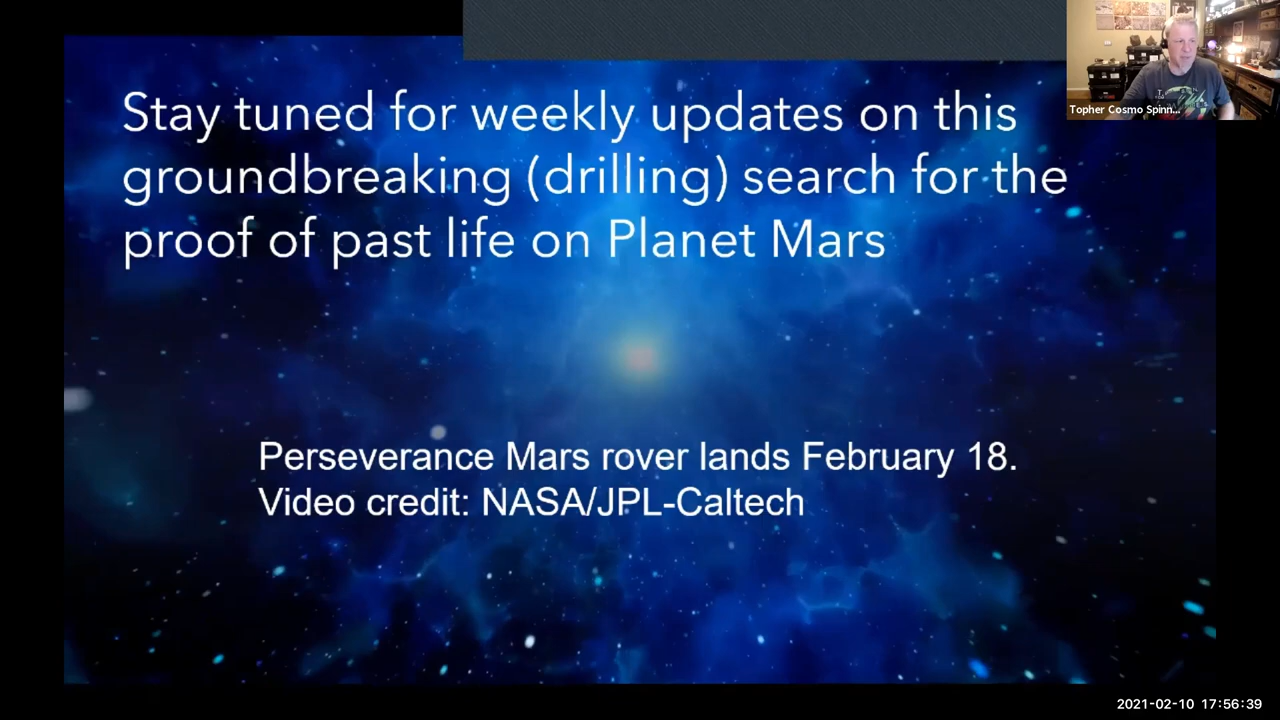 Stay tuned for weekly updates on this
groundbreaking (drilling) search for the
proof of past life on Planet Mars
Perseverance Mars rover lands February 18.
Video credit: NASA/JPL-Caltech
Topher Cosmo Spinn...
2021-02-10 17:56:39